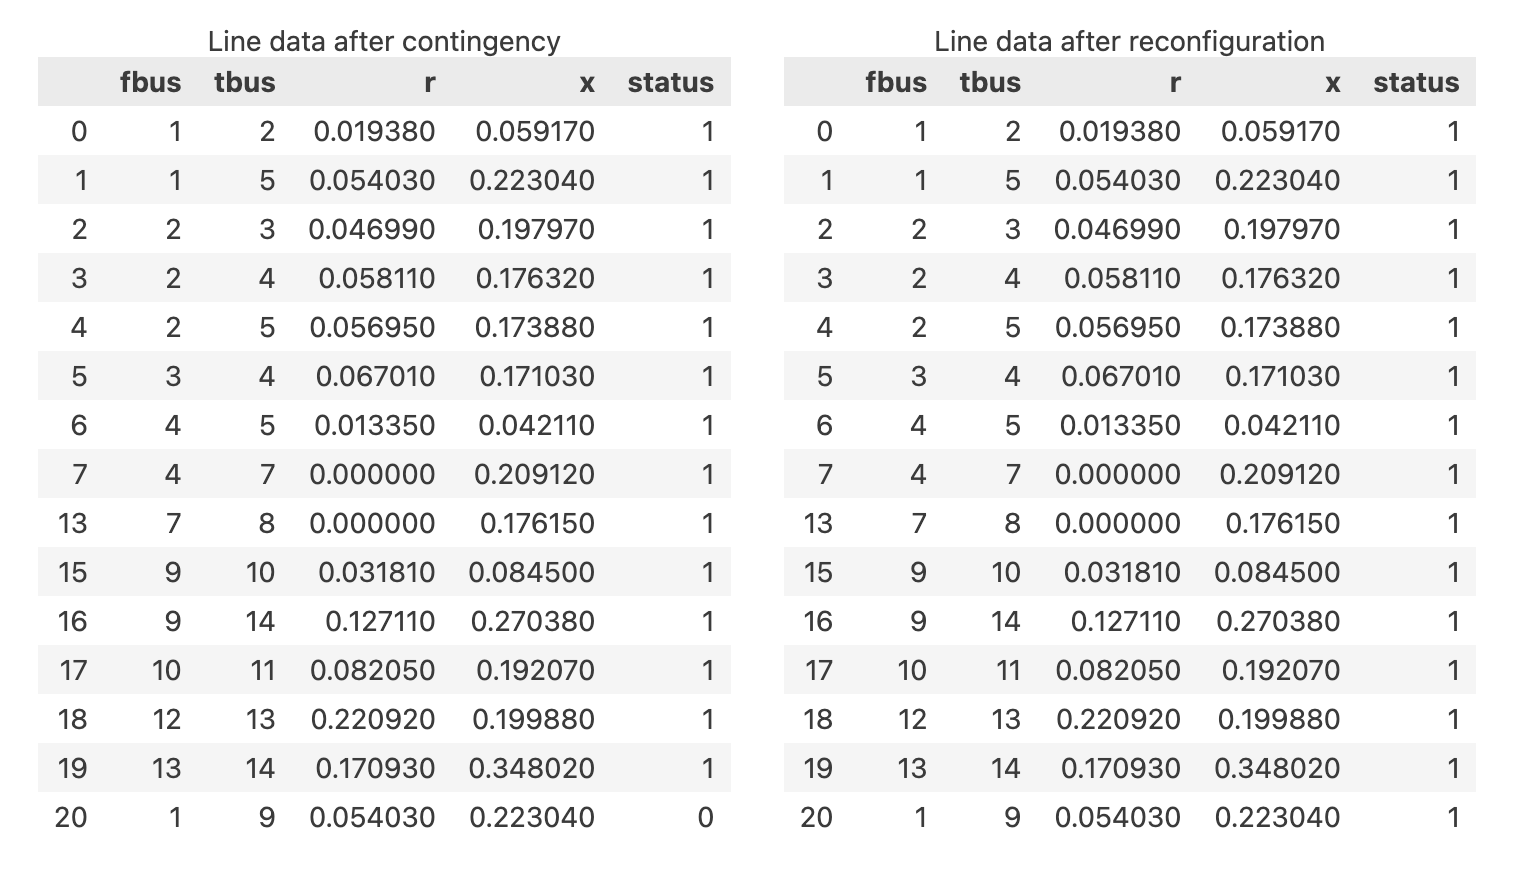 Line data after contingency
fbus tbus r x status
0 1 2 0.019380 0.059170 1
1 1 5 0.054030 0.223040 1
2 2 3 0.046990 0.197970 1
3 2 4 0.058110 0.176320 1
4 2 5 0.056950 0.173880 1
5 3 4 0.067010 0.171030 1
6 4 5 0.013350 0.042110 1
7 4 7 0.000000 0.209120 1
13 7 8 0.000000 0.176150 1
15 9 10 0.031810 0.084500 1
16 9 14 0.127110 0.270380 1
17 10 11 0.082050 0.192070 1
18 12 13 0.220920 0.199880 1
19 13 14 0.170930 0.348020 1
20 1 9 0.054030 0.223040 0
Line data after reconfiguration
fbus tbus r x status
0 1 2 0.019380 0.059170 1
1 1 5 0.054030 0.223040 1
2 2 3 0.046990 0.197970 1
3 2 4 0.058110 0.176320 1
4 2 5 0.056950 0.173880 1
5 3 4 0.067010 0.171030 1
6 4 5 0.013350 0.042110 1
7 4 7 0.000000 0.209120 1
13 7 8 0.000000 0.176150 1
15 9 10 0.031810 0.084500 1
16 9 14 0.127110 0.270380 1
17 10 11 0.082050 0.192070 1
18 12 13 0.220920 0.199880 1
19 13 14 0.170930 0.348020 1
20 1 9 0.054030 0.223040 1